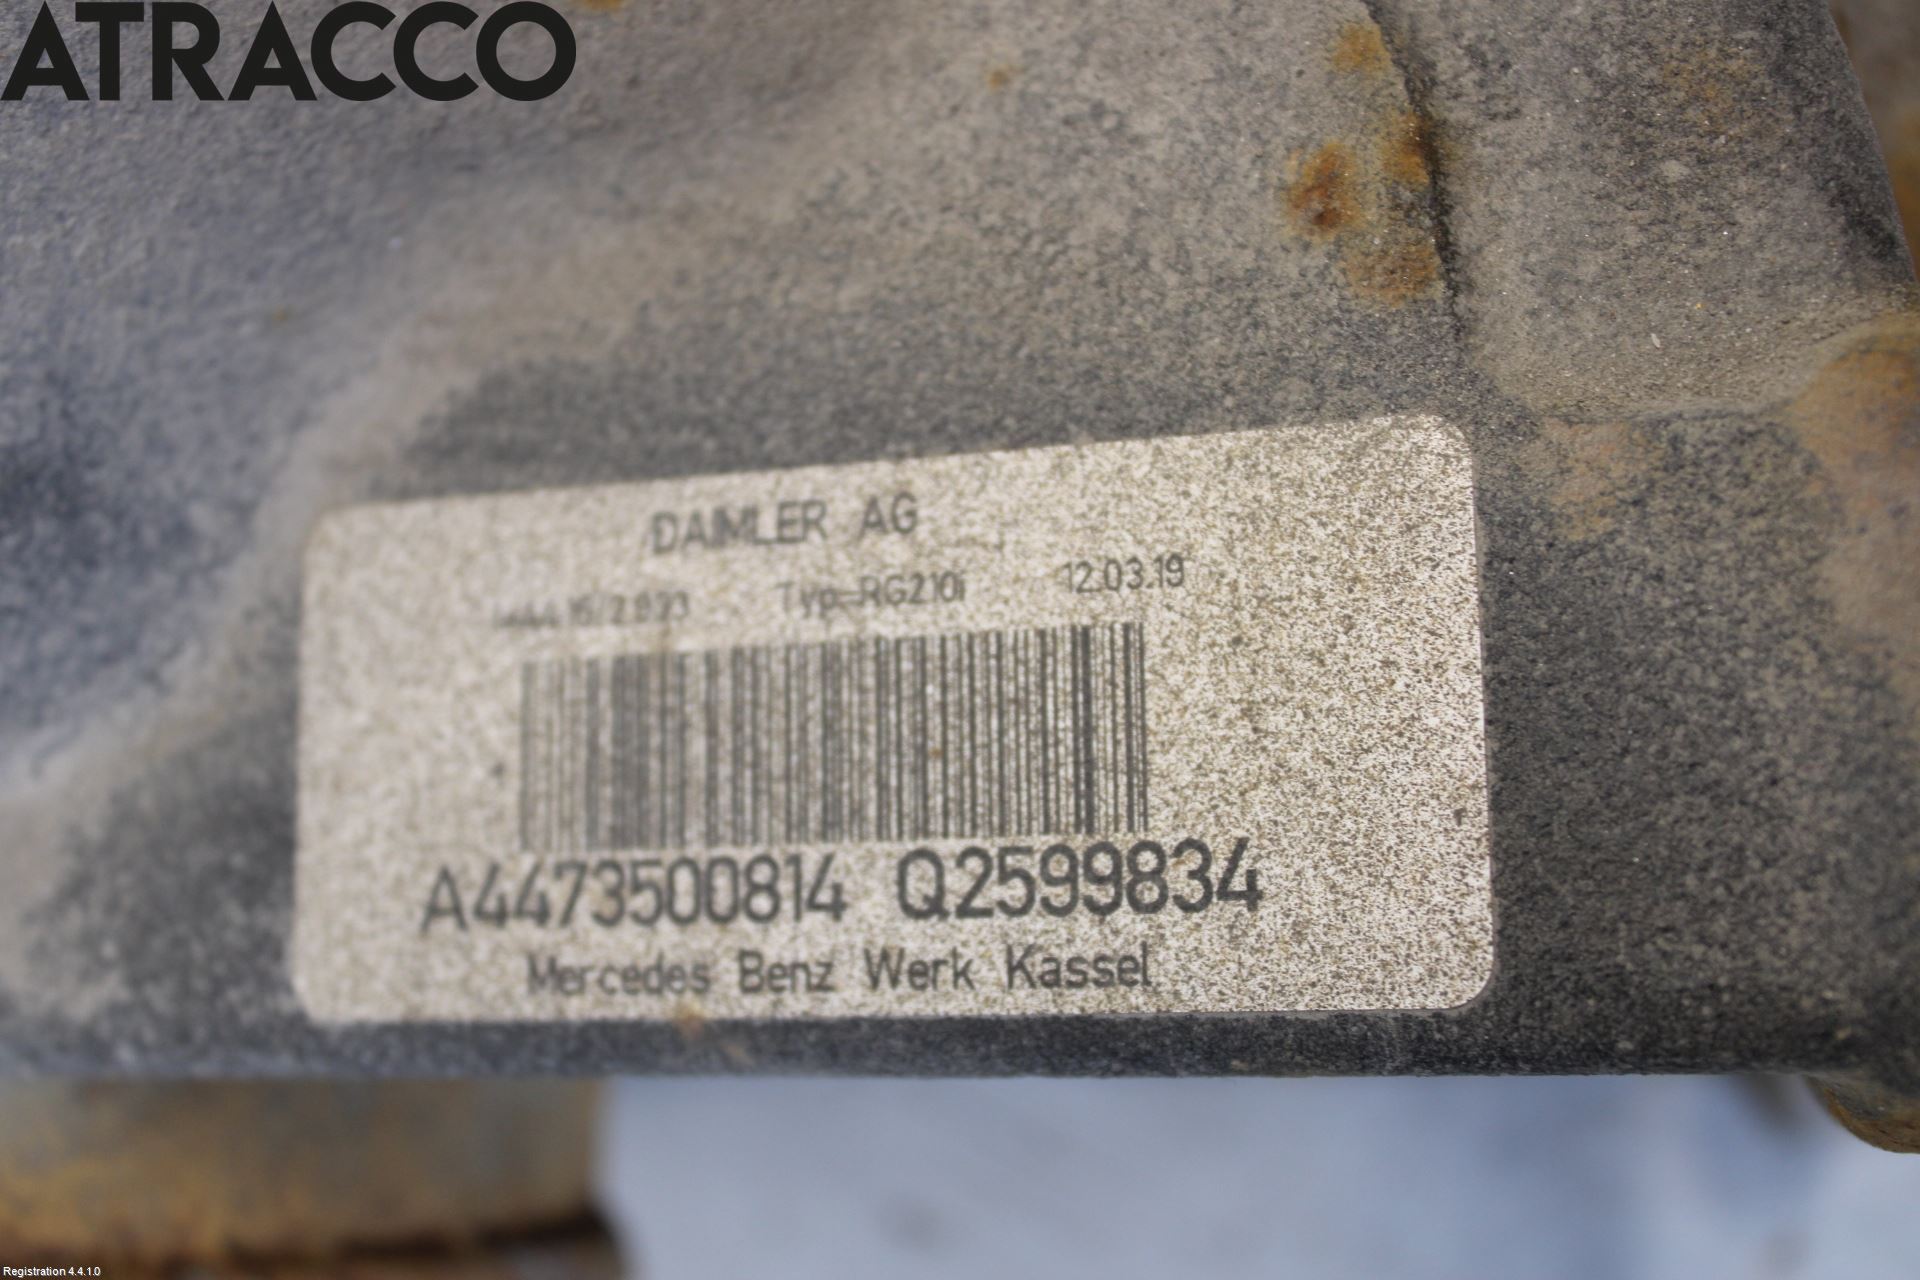 ATRACCO
DAIMLER AG
Typ=RG210i 12.03.19
A4473500814 Q2599834
Mercedes Benz Werk Kassel
Registration 4.4.1.0